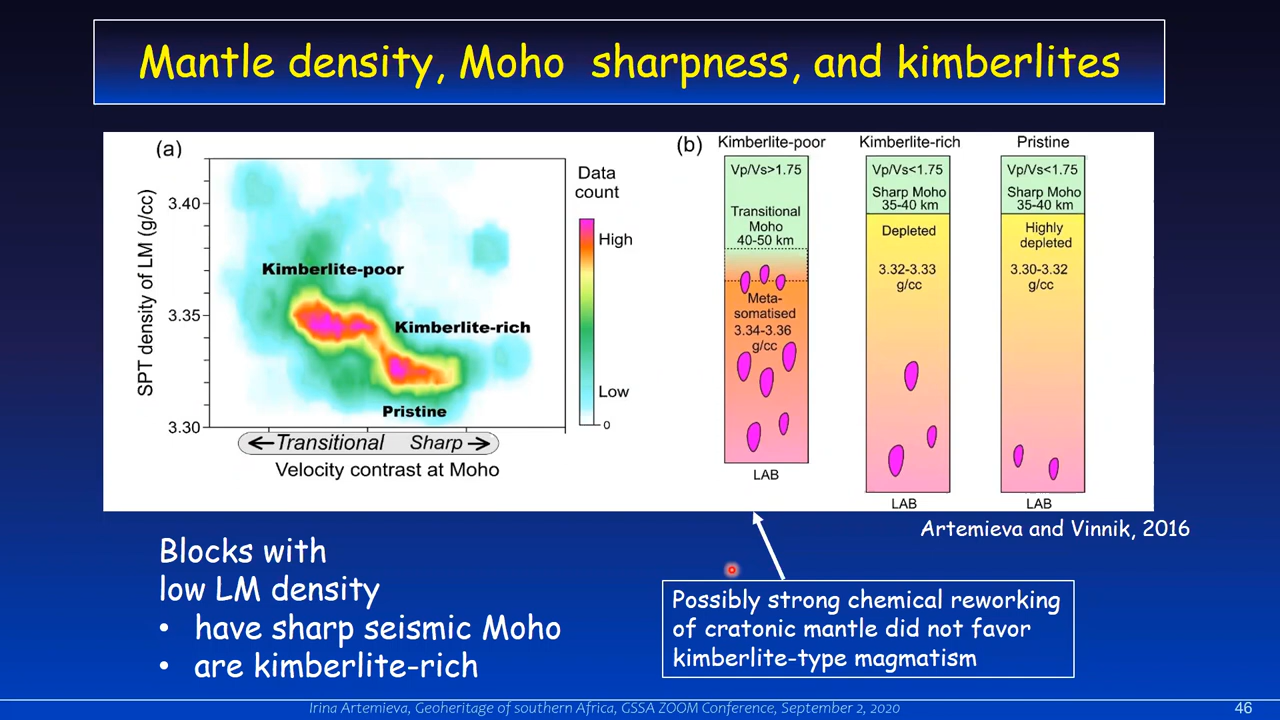 Mantle density, Moho sharpness, and kimberlites
(a)
SPT density of LM (g/cc)
3.40
3.35
3.30
Kimberlite-poor
Kimberlite-rich
Pristine
Transitional
Sharp
Velocity contrast at Moho
Data
count
High
Low
0
(b)
Kimberlite-poor
Vp/Vs>1.75
Transitional
Moho
40-50 km
Meta-
somatised
3.34-3.36
g/cc
LAB
Kimberlite-rich
Vp/Vs<1.75
Sharp Moho
35-40 km
Depleted
3.32-3.33
g/cc
LAB
Pristine
Vp/Vs<1.75
Sharp Moho
35-40 km
Highly
depleted
3.30-3.32
g/cc
LAB
Artemieva and Vinnik, 2016
Blocks with
low LM density
• have sharp seismic Moho
• are kimberlite-rich
Possibly strong chemical reworking
of cratonic mantle did not favor
kimberlite-type magmatism
Irina Artemieva, Geoheritage of southern Africa, GSSA ZOOM Conference, September 2, 2020
46